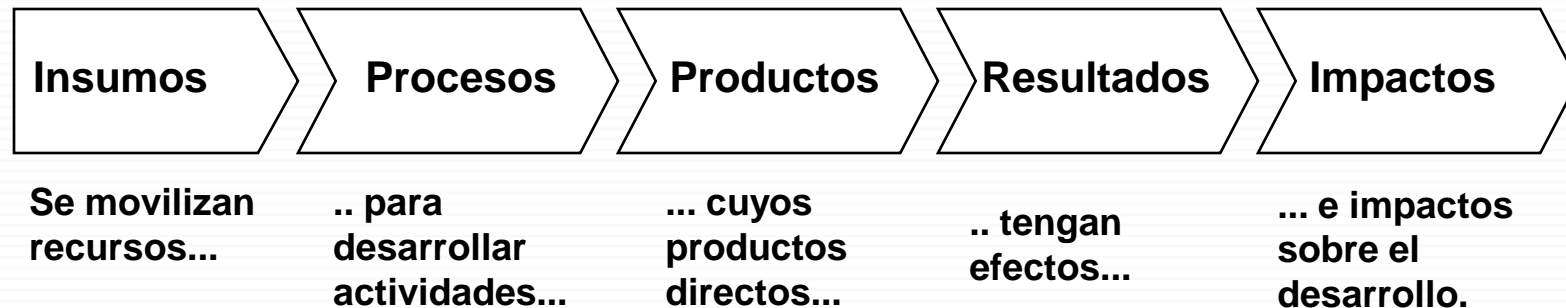 Insumos
Procesos
Productos
Resultados
Impactos
Se movilizan
recursos...
.. para
desarrollar
actividades...
... cuyos
productos
directos...
.. tengan
efectos...
... e impactos
sobre el
desarrollo.